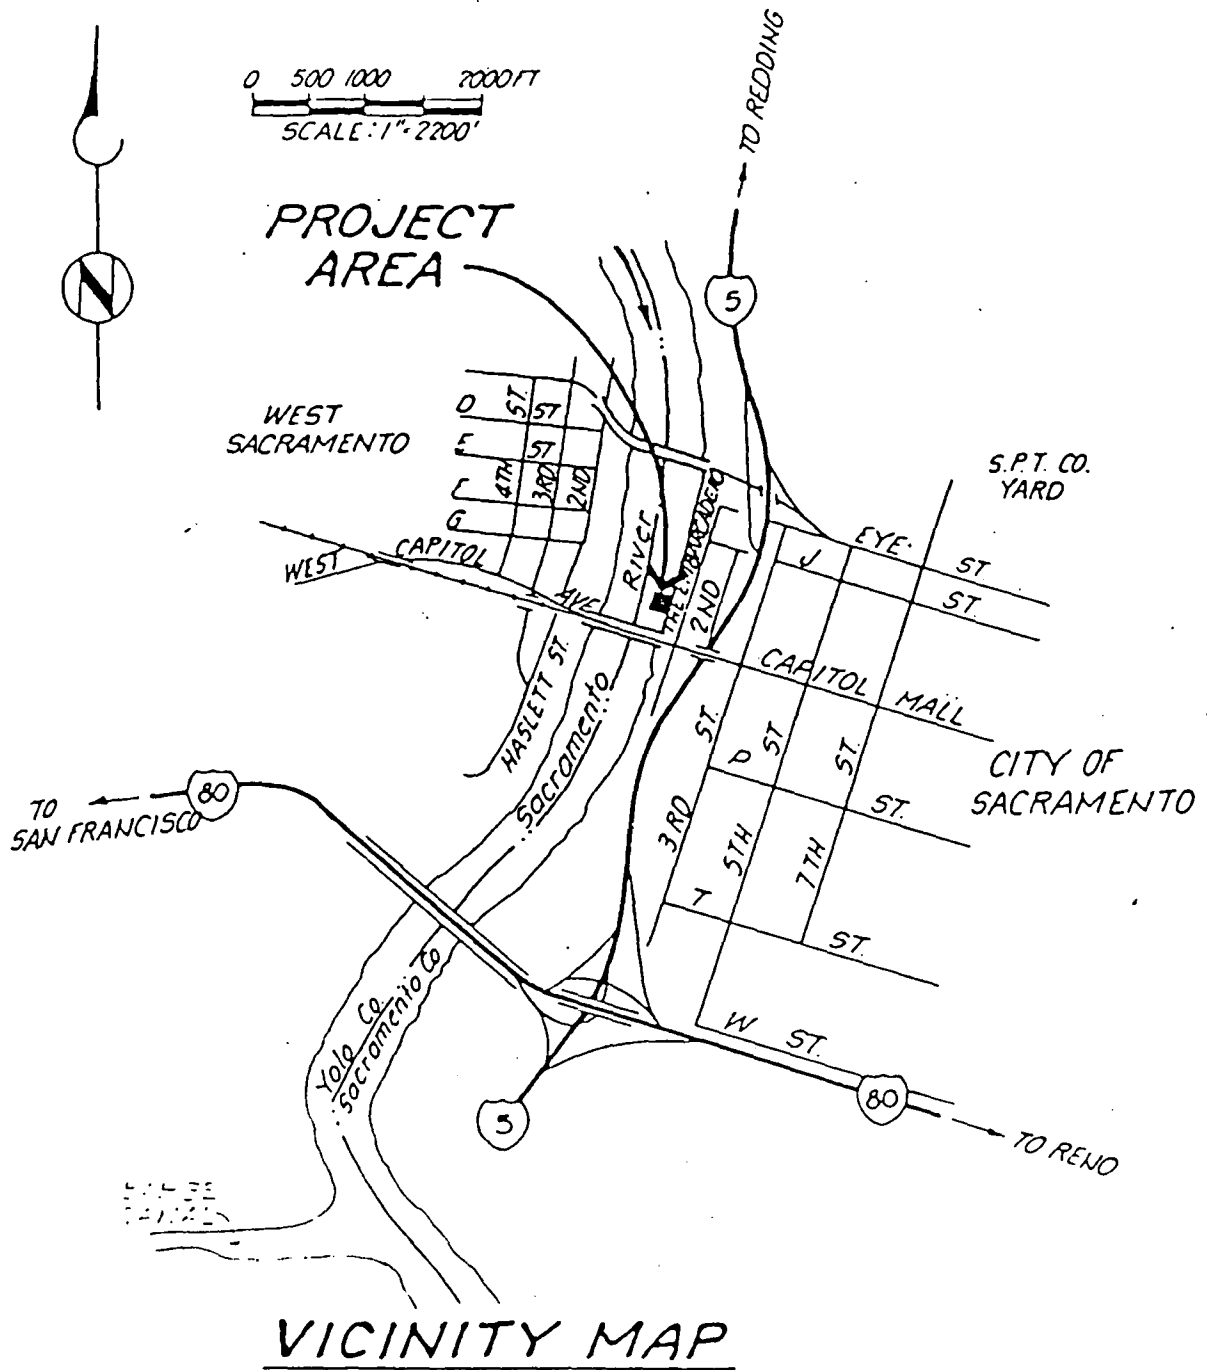 0 500 1000 2000 FT
SCALE: 1"=2200'
TO REDDING
PROJECT
AREA
N
5
WEST
SACRAMENTO
D ST
E ST
F
G
4TH ST.
3RD
2ND
S.P.T. CO.
YARD
THE EMBARCADERO
2ND
EYE ST
J ST.
WEST CAPITOL AVE
RIVER
Sacramento
HASLETT ST.
CAPITOL MALL
3RD ST.
5TH ST
7TH ST.
P ST.
T ST.
W ST.
CITY OF
SACRAMENTO
TO
SAN FRANCISCO
80
Yolo Co.
Sacramento Co
5
80
TO RENO
VICINITY MAP